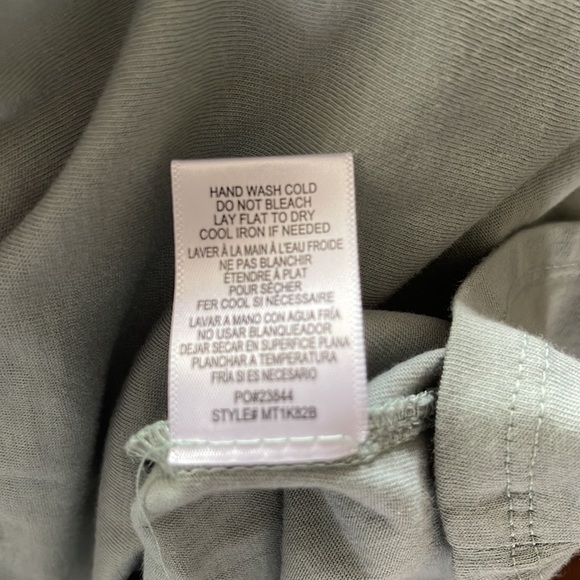 HAND WASH COLD
DO NOT BLEACH
LAY FLAT TO DRY
COOL IRON IF NEEDED
LAVER À LA MAIN À L'EAU FROIDE
NE PAS BLANCHIR
ÉTENDRE À PLAT
POUR SÉCHER
FER COOL SI NÉCESSAIRE
LAVAR A MANO CON AGUA FRÍA
NO USAR BLANQUEADOR
DEJAR SECAR EN SUPERFICIE PLANA
PLANCHAR A TEMPERATURA
FRÍA SI ES NECESARIO
PO#23844
STYLE# MT1K82B